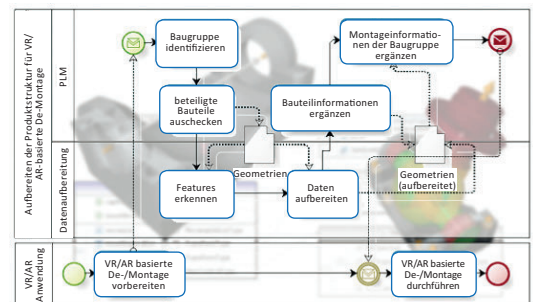 Aufbereiten der Produktstruktur für VR/
AR-basierte De-Montage
PLM
Baugruppe
identifizieren
Montageinformatio-
nen der Baugruppe
ergänzen
beteiligte
Bauteile
auschecken
Bauteilinformationen
ergänzen
Datenaufbereitung
Geometrien
Geometrien
(aufbereitet)
Features
erkennen
Daten
aufbereiten
VR/AR
Anwendung
VR/AR basierte
De-/Montage
vorbereiten
VR/AR basierte
De-/Montage
durchführen